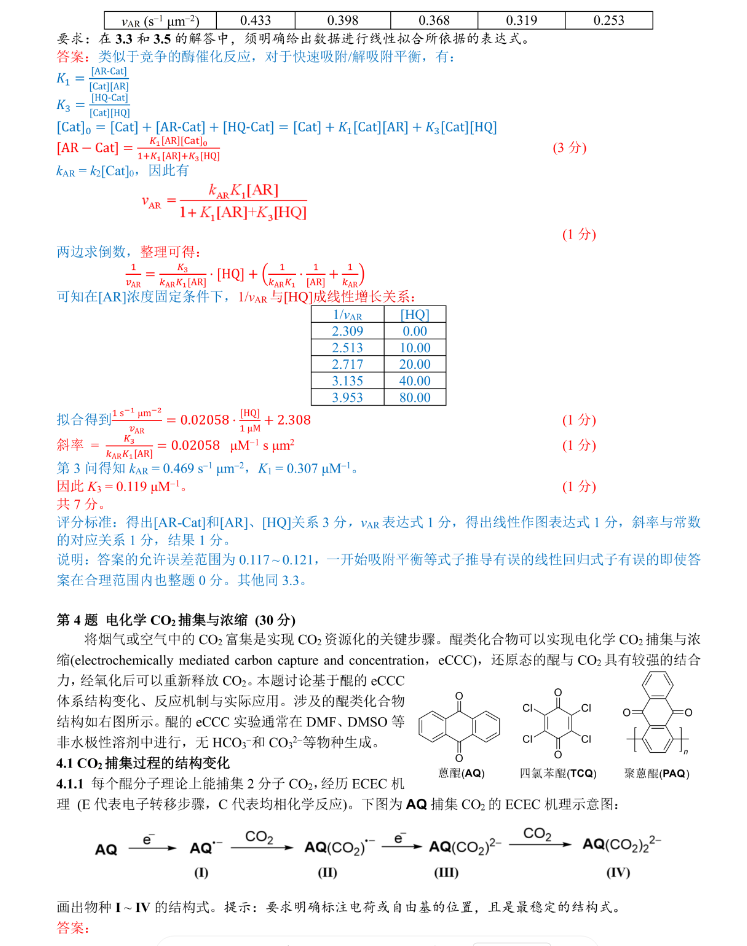 vAR (s−1 μm−2) 0.433 0.398 0.368 0.319 0.253
要求：在 3.3 和 3.5 的解答中，须明确给出数据进行线性拟合所依据的表达式。
答案：类似于竞争的酶催化反应，对于快速吸附/解吸附平衡，有：
K1 = [AR-Cat] / [Cat][AR]
K3 = [HQ-Cat] / [Cat][HQ]
[Cat]0 = [Cat] + [AR-Cat] + [HQ-Cat] = [Cat] + K1[Cat][AR] + K3[Cat][HQ]
[AR − Cat] = K1[AR][Cat]0 / 1+K1[AR]+K3[HQ] (3 分)
kAR = k2[Cat]0，因此有
vAR = kARK1[AR] / 1+ K1[AR]+K3[HQ]
(1 分)
两边求倒数，整理可得：
1/vAR = K3/kARK1[AR] · [HQ] + (1/kARK1 · 1/[AR] + 1/kAR)
可知在[AR]浓度固定条件下，1/vAR 与[HQ]成线性增长关系：
1/vAR [HQ]
2.309 0.00
2.513 10.00
2.717 20.00
3.135 40.00
3.953 80.00
拟合得到 1 s−1 μm−2 / vAR = 0.02058 · [HQ] / 1 μM + 2.308 (1 分)
斜率 = K3 / kARK1[AR] = 0.02058 μM−1 s μm2 (1 分)
第 3 问得知 kAR = 0.469 s−1 μm−2，K1 = 0.307 μM−1。
因此 K3 = 0.119 μM−1。 (1 分)
共 7 分。
评分标准：得出[AR-Cat]和[AR]、[HQ]关系 3 分，vAR 表达式 1 分，得出线性作图表达式 1 分，斜率与常数
的对应关系 1 分，结果 1 分。
说明：答案的允许误差范围为 0.117 ~ 0.121，一开始吸附平衡等式子推导有误的线性回归式子有误的即使答
案在合理范围内也整题 0 分。其他同 3.3。
第 4 题 电化学 CO2 捕集与浓缩 (30 分)
将烟气或空气中的 CO2 富集是实现 CO2 资源化的关键步骤。醌类化合物可以实现电化学 CO2 捕集与浓
缩(electrochemically mediated carbon capture and concentration，eCCC)，还原态的醌与 CO2 具有较强的结合
力，经氧化后可以重新释放 CO2。本题讨论基于醌的 eCCC
体系结构变化、反应机制与实际应用。涉及的醌类化合物
结构如右图所示。醌的 eCCC 实验通常在 DMF、DMSO 等
非水极性溶剂中进行，无 HCO3−和 CO32−等物种生成。
O O O O O O
Cl Cl Cl Cl
n
蒽醌(AQ) 四氯苯醌(TCQ) 聚蒽醌(PAQ)
4.1 CO2 捕集过程的结构变化
4.1.1 每个醌分子理论上能捕集 2 分子 CO2，经历 ECEC 机
理 (E 代表电子转移步骤，C 代表均相化学反应)。下图为 AQ 捕集 CO2 的 ECEC 机理示意图：
AQ e− AQ•− CO2 AQ(CO2)•− e− AQ(CO2)2− CO2 AQ(CO2)22−
(I) (II) (III) (IV)
画出物种 I ~ IV 的结构式。提示：要求明确标注电荷或自由基的位置，且是最稳定的结构式。
答案：